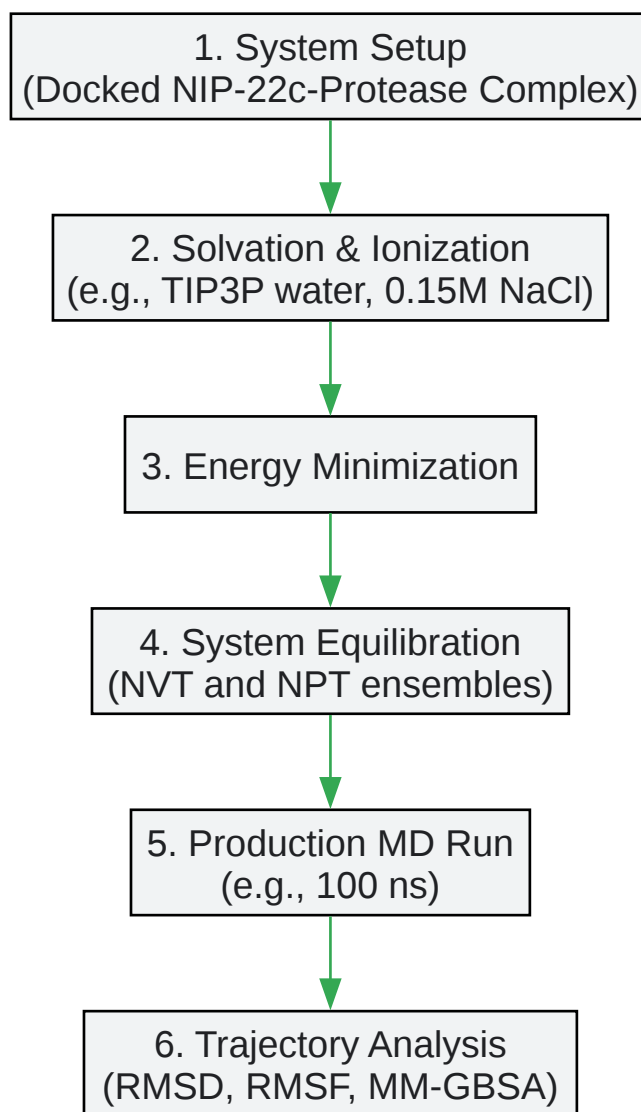 1. System Setup
(Docked NIP-22c-Protease Complex)
2. Solvation & Ionization
(e.g., TIP3P water, 0.15M NaCl)
3. Energy Minimization
4. System Equilibration
(NVT and NPT ensembles)
5. Production MD Run
(e.g., 100 ns)
6. Trajectory Analysis
(RMSD, RMSF, MM-GBSA)